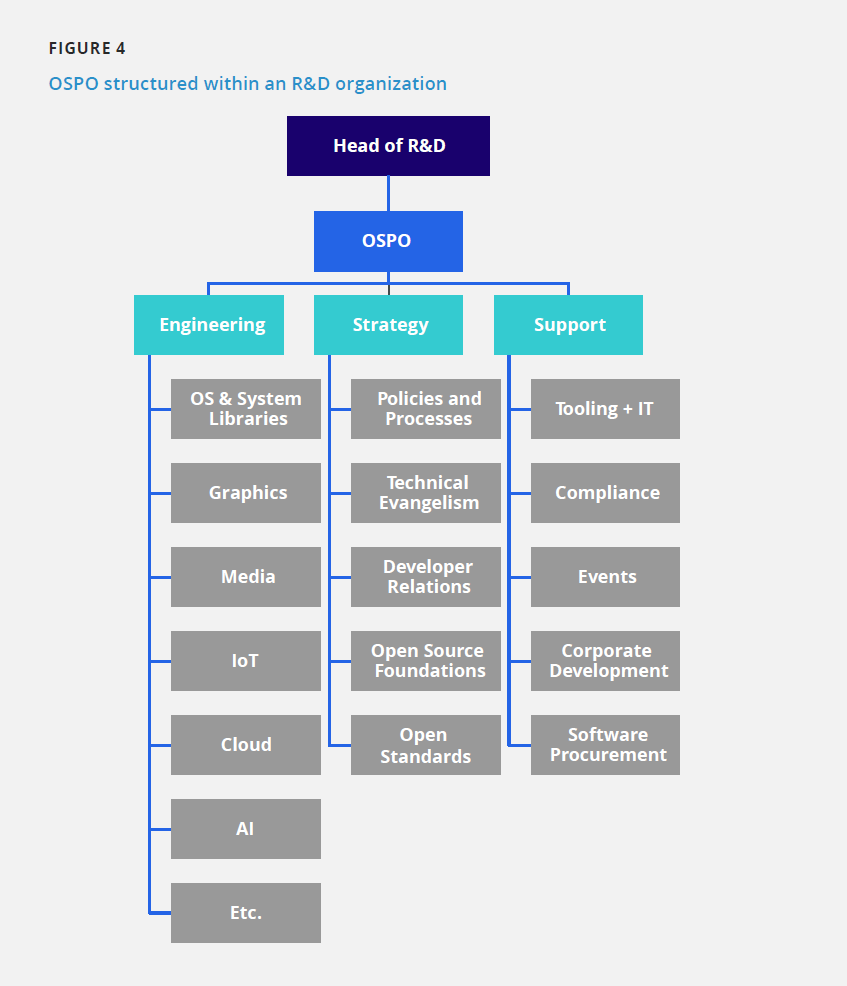 FIGURE 4
OSPO structured within an R&D organization
Head of R&D
OSPO
Engineering
OS & System
Libraries
Graphics
Media
IoT
Cloud
AI
Etc.
Strategy
Policies and
Processes
Technical
Evangelism
Developer
Relations
Open Source
Foundations
Open
Standards
Support
Tooling + IT
Compliance
Events
Corporate
Development
Software
Procurement